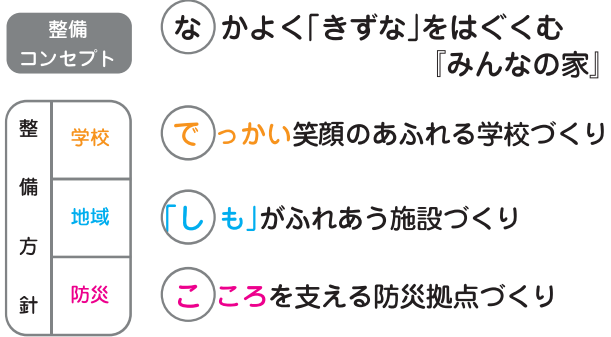 整備
コンセプト
なかよく「きずな」をはぐくむ
『みんなの家』
整備方針
学校
でっかい笑顔のあふれる学校づくり
地域
「しも」がふれあう施設づくり
防災
こころを支える防災拠点づくり